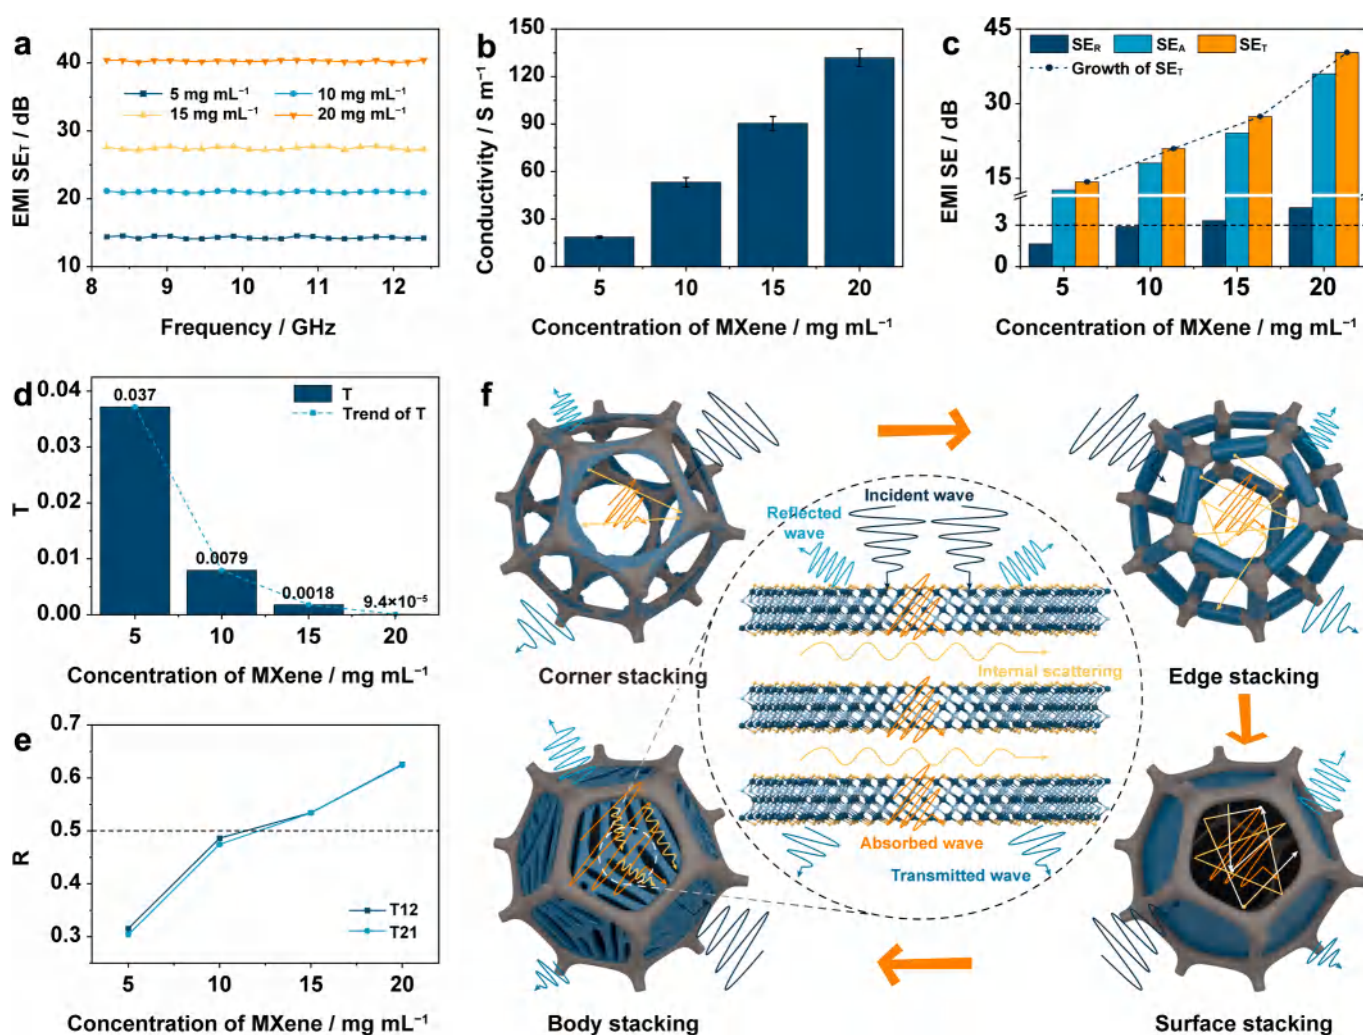 a
EMI SET / dB
40
30
20
10
5 mg mL⁻¹
10 mg mL⁻¹
15 mg mL⁻¹
20 mg mL⁻¹
8 9 10 11 12
Frequency / GHz
b
Conductivity / S m⁻¹
150
120
90
60
30
0
5 10 15 20
Concentration of MXene / mg mL⁻¹
c
EMI SE / dB
45
30
15
3
0
SER SEA SET
Growth of SET
5 10 15 20
Concentration of MXene / mg mL⁻¹
d
T
0.04
0.03
0.02
0.01
0.00
0.037
0.0079
0.0018
9.4×10⁻⁵
T
Trend of T
5 10 15 20
Concentration of MXene / mg mL⁻¹
e
R
0.7
0.6
0.5
0.4
0.3
T12
T21
5 10 15 20
Concentration of MXene / mg mL⁻¹
f
Corner stacking
Edge stacking
Incident wave
Reflected
wave
Internal scattering
Absorbed wave
Transmitted wave
Body stacking
Surface stacking